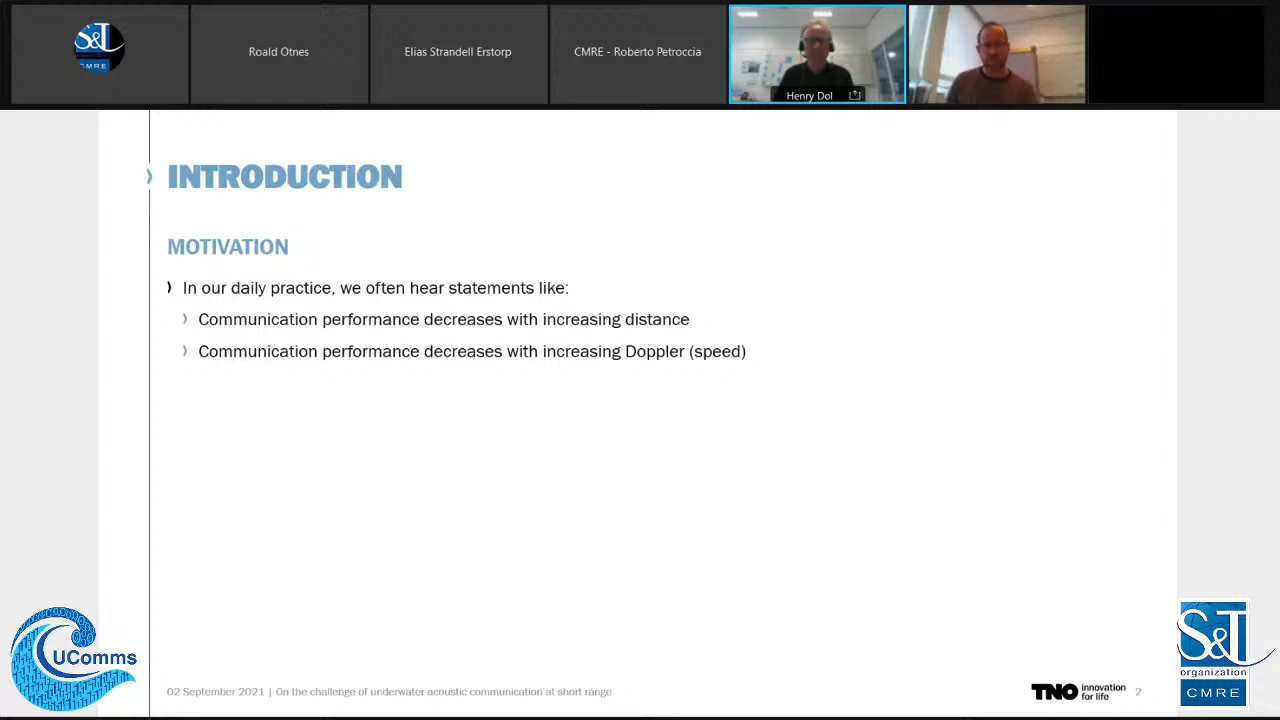 S&T
organization
CMRE
Roald Otnes
Elias Strandell Erstorp
CMRE - Roberto Petroccia
Henry Dol
INTRODUCTION
MOTIVATION
In our daily practice, we often hear statements like:
Communication performance decreases with increasing distance
Communication performance decreases with increasing Doppler (speed)
UComms
02 September 2021 | On the challenge of underwater acoustic communication at short range
TNO innovation
for life
2
S&T
organization
CMRE